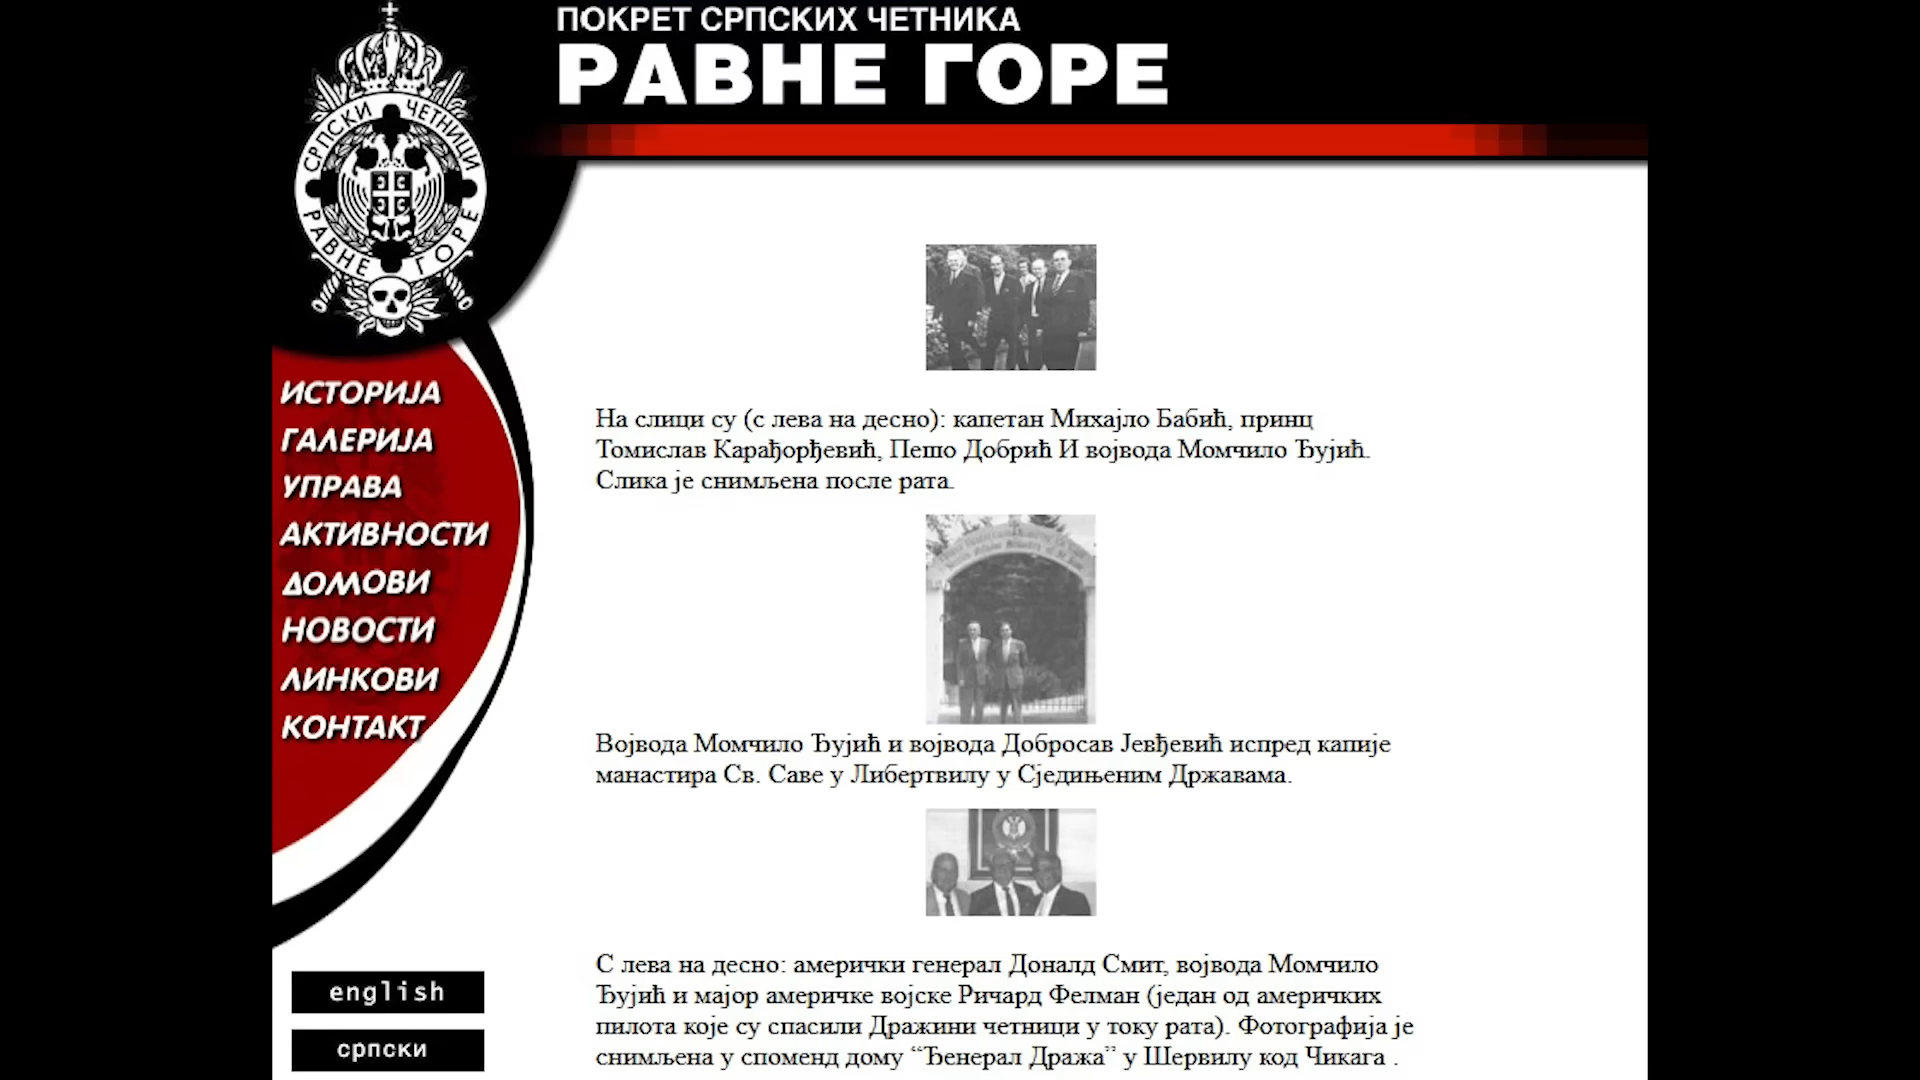 ПОКРЕТ СРПСКИХ ЧЕТНИКА
РАВНЕ ГОРЕ
СРПСКИ ЧЕТНИЦИ
РАВНЕ ГОРЕ
ИСТОРИЈА
ГАЛЕРИЈА
УПРАВА
АКТИВНОСТИ
ДОМОВИ
НОВОСТИ
ЛИНКОВИ
КОНТАКТ
english
српски
На слици су (с лева на десно): капетан Михајло Бабић, принц
Томислав Карађорђевић, Пешо Добрић И војвода Момчило Ђујић.
Слика је снимљена после рата.
Војвода Момчило Ђујић и војвода Добросав Јевђевић испред капије
манастира Св. Саве у Либертвилу у Сједињеним Државама.
С лева на десно: амерички генерал Доналд Смит, војвода Момчило
Ђујић и мајор америчке војске Ричард Фелман (један од америчких
пилота које су спасили Дражини четници у току рата). Фотографија је
снимљена у споменд дому “Ђенерал Дража” у Шервилу код Чикага .